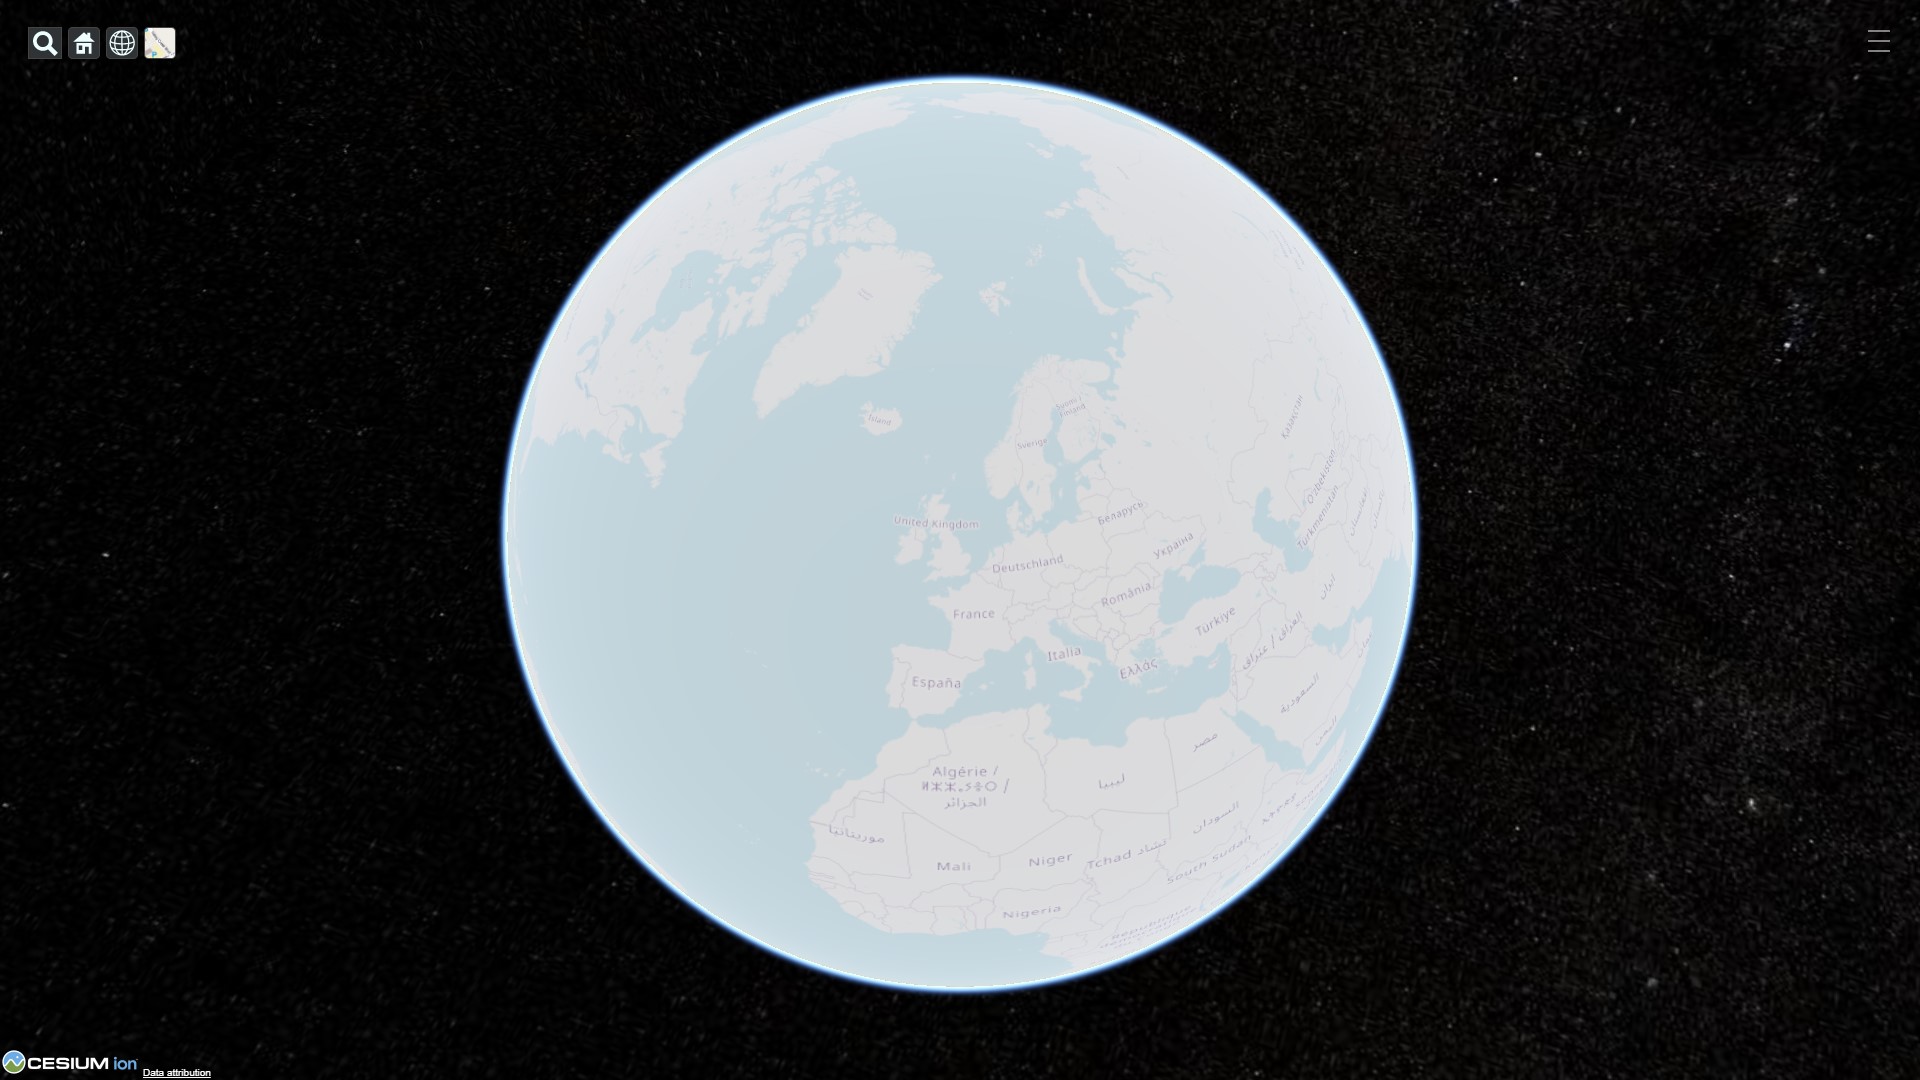 Ísland
Suomi /
Finland
Sverige
Қазақстан
O'zbekiston
Türkmenistan
United Kingdom
Беларусь
Україна
Deutschland
România
France
Türkiye
ایران
العراق / عێراق
Italia
Ελλάς
España
السعودية
اليمن
مصر
Algérie /
ⵍⵣⵣⴰⵢⴻⵔ /
الجزائر
ليبيا
موريتانيا
السودان
Mali
Niger
Tchad تشاد
South Sudan
Nigeria
CESIUM ion
Data attribution